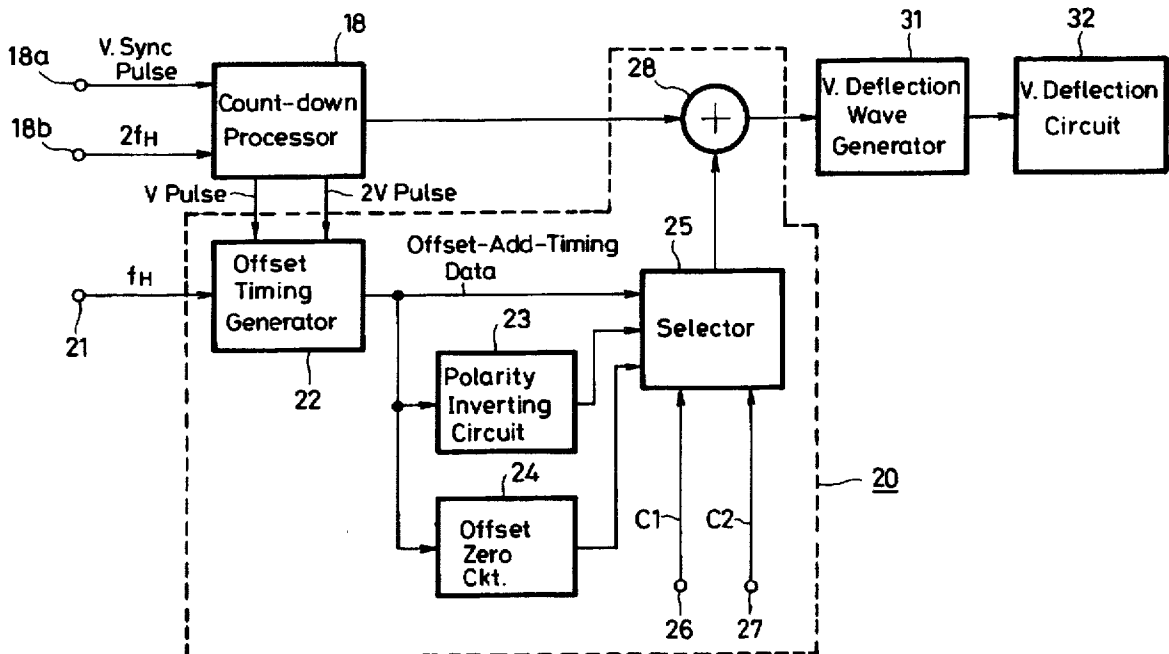 18
31
32
V. Sync
Pulse
18a
28
Count-down
Processor
V. Deflection
Wave
Generator
V. Deflection
Circuit
18b
2fH
V Pulse
2V Pulse
25
Offset-Add-Timing
Data
Offset
Timing
Generator
fH
21
22
23
Selector
Polarity
Inverting
Circuit
24
20
C1
C2
Offset
Zero
Ckt.
26
27